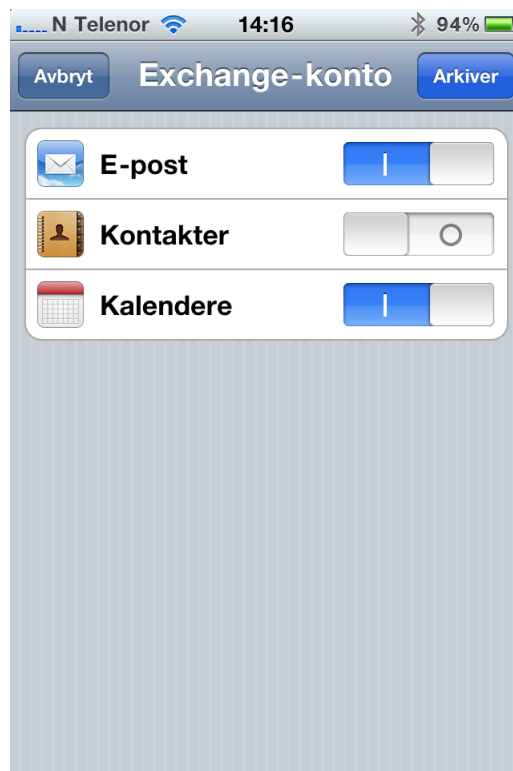 N Telenor 14:16 94%
Avbryt Exchange-konto Arkiver
E-post
Kontakter
Kalendere